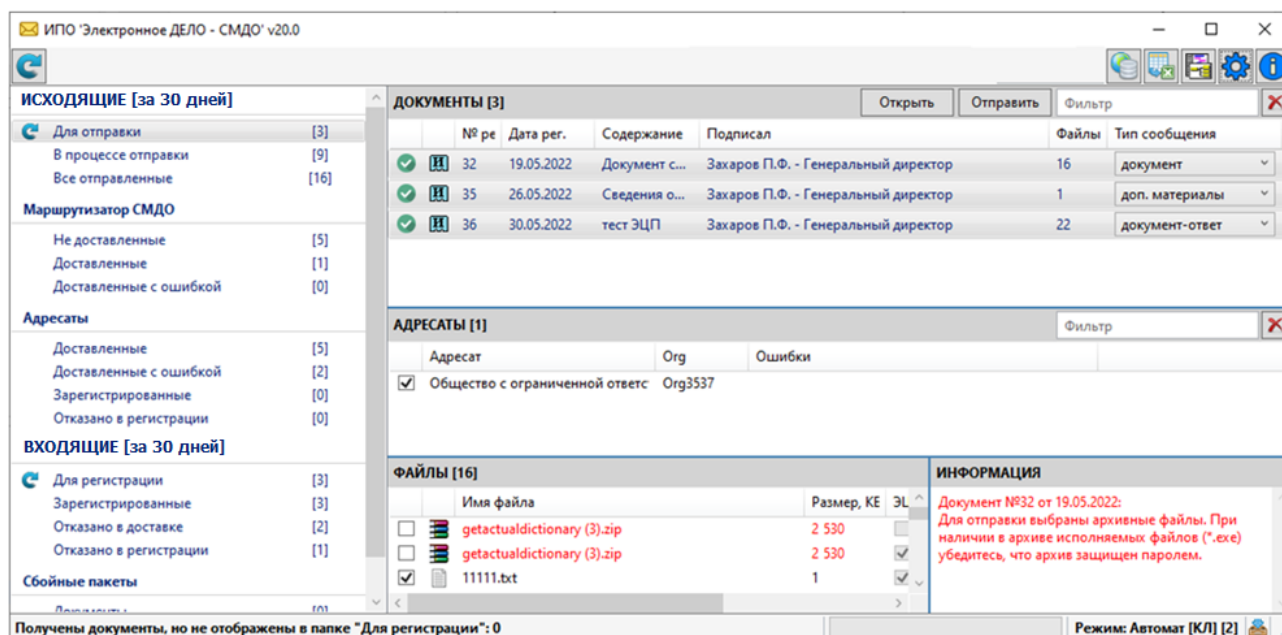 ИПО 'Электронное ДЕЛО - СМДО' v20.0
ИСХОДЯЩИЕ [за 30 дней]
Для отправки [3]
В процессе отправки [9]
Все отправленные [16]
Маршрутизатор СМДО
Не доставленные [5]
Доставленные [1]
Доставленные с ошибкой [0]
Адресаты
Доставленные [5]
Доставленные с ошибкой [2]
Зарегистрированные [0]
Отказано в регистрации [0]
ВХОДЯЩИЕ [за 30 дней]
Для регистрации [3]
Зарегистрированные [3]
Отказано в доставке [2]
Отказано в регистрации [1]
Сбойные пакеты
Документы [0]
ДОКУМЕНТЫ [3] Открыть Отправить Фильтр
№ ре Дата рег. Содержание Подписал Файлы Тип сообщения
И 32 19.05.2022 Документ с... Захаров П.Ф. - Генеральный директор 16 документ
И 35 26.05.2022 Сведения о... Захаров П.Ф. - Генеральный директор 1 доп. материалы
И 36 30.05.2022 тест ЭЦП Захаров П.Ф. - Генеральный директор 22 документ-ответ
АДРЕСАТЫ [1] Фильтр
Адресат Org Ошибки
Общество с ограниченной ответс Org3537
ФАЙЛЫ [16]
Имя файла Размер, КБ ЭЦ
getactualdictionary (3).zip 2 530
getactualdictionary (3).zip 2 530
11111.txt 1
ИНФОРМАЦИЯ
Документ №32 от 19.05.2022:
Для отправки выбраны архивные файлы. При
наличии в архиве исполняемых файлов (*.exe)
убедитесь, что архив защищен паролем.
Получены документы, но не отображены в папке "Для регистрации": 0 Режим: Автомат [КЛ] [2]